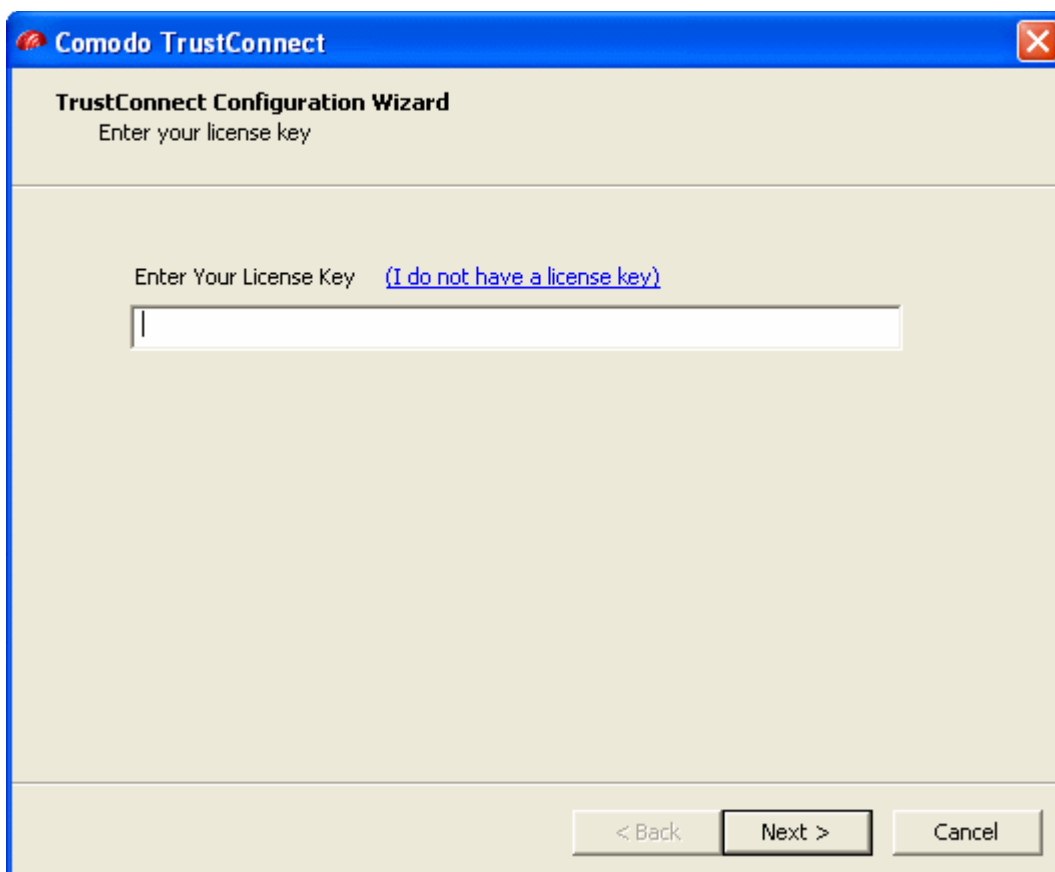 Comodo TrustConnect
TrustConnect Configuration Wizard
Enter your license key
Enter Your License Key (I do not have a license key)
< Back Next > Cancel